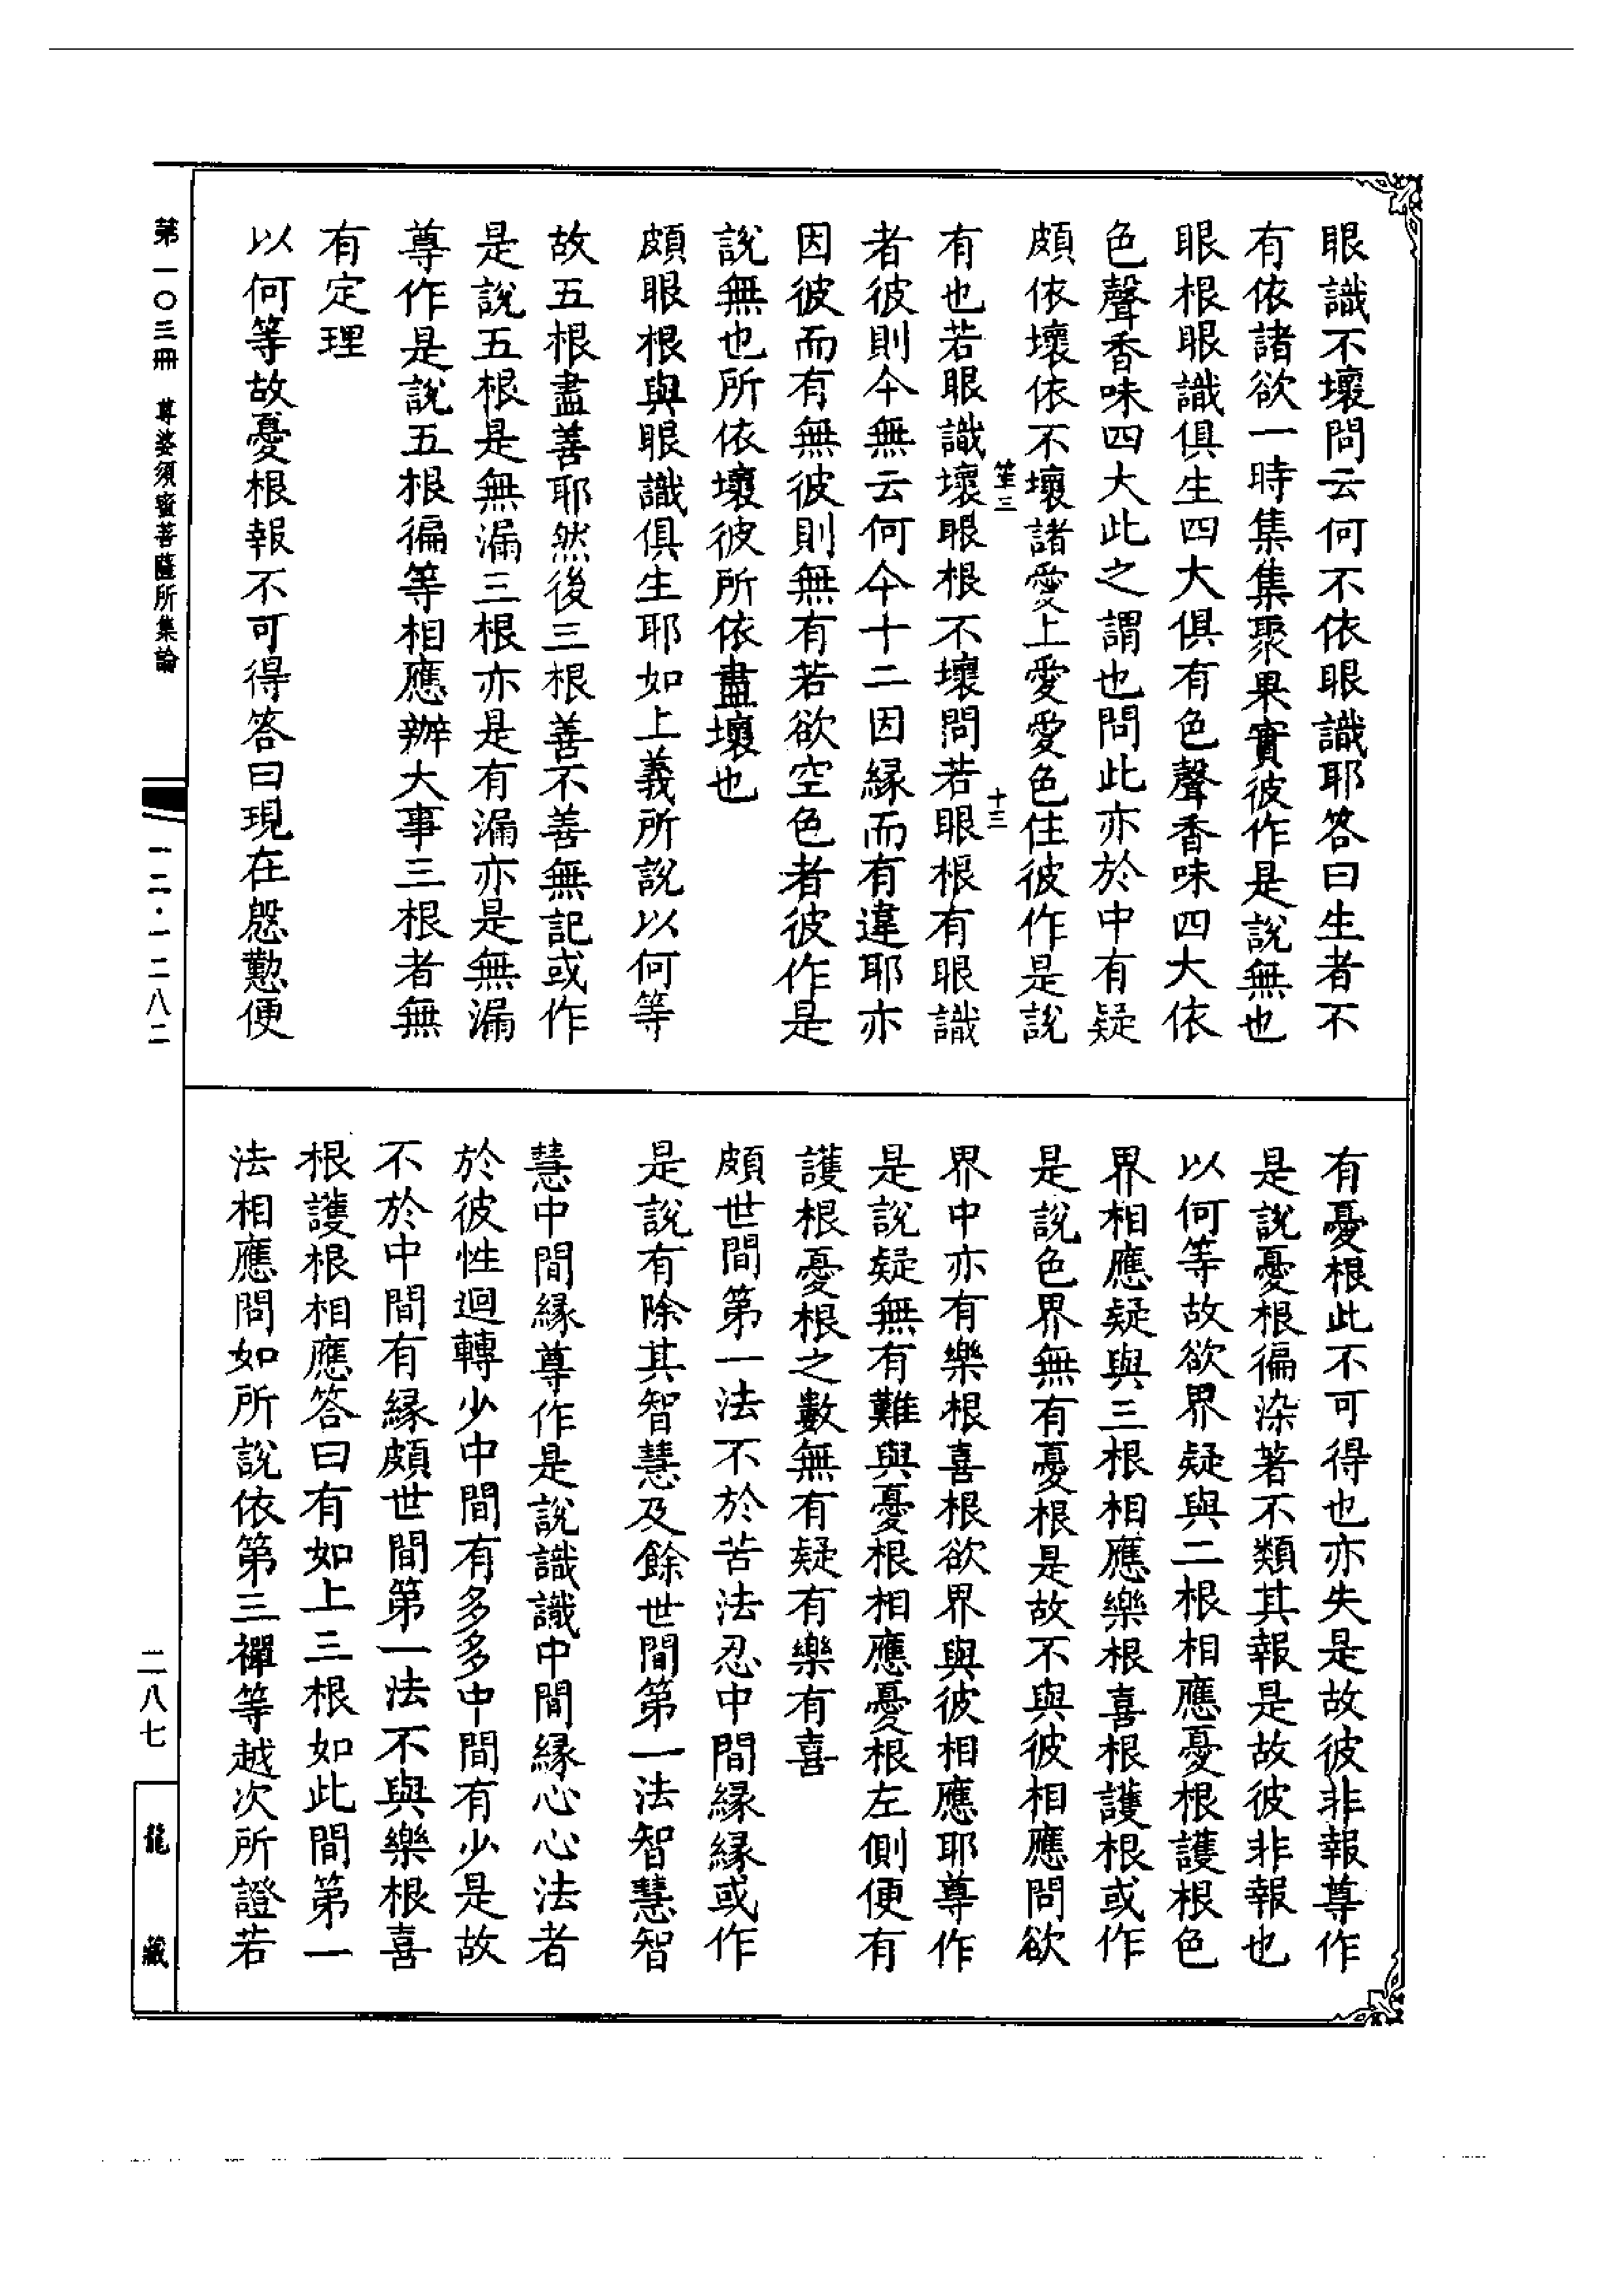 眼識不壞問云何不依眼識耶答曰生者不
有依諸欲一時集集聚果實彼作是說無也
眼根眼識俱生四大俱有色聲香味四大依
色聲香味四大此之謂也問此亦於中有疑
頗依壞依不壞諸愛上愛愛色住彼作是說
三 十三
有也若眼識壞眼根不壞問若眼根有眼識
者彼則今無云何今十二因緣而有違耶亦
因彼而有無彼則無有若欲空色者彼作是
說無也所依壞彼所依盡壞也
頗眼根與眼識俱生耶如上義所說以何等
故五根盡善耶然後三根善不善無記或作
是說五根是無漏三根亦是有漏亦是無漏
尊作是說五根徧等相應辦大事三根者無
有定理
以何等故憂根報不可得答曰現在慇懃便
有憂根此不可得也亦失是故彼非報尊作
是說憂根徧染著不類其報是故彼非報也
以何等故欲界疑與二根相應憂根護根色
界相應疑與三根相應樂根喜根護根或作
是說色界無有憂根是故不與彼相應問欲
界中亦有樂根喜根欲界與彼相應耶尊作
是說疑無有難與憂根相應憂根左側便有
護根憂根之數無有疑有樂有喜
頗世間第一法不於苦法忍中間緣緣或作
是說有除其智慧及餘世間第一法智慧智
慧中間緣尊作是說識識中間緣心心法者
於彼性迴轉少中間有多多中間有少是故
不於中間有緣頗世間第一法不與樂根喜
根護根相應答曰有如上三根如此間第一
法相應問如所說依第三禪等越次所證若
第一〇三冊 尊婆須蜜菩薩所集論
一二·一二八二
二八七
龍藏